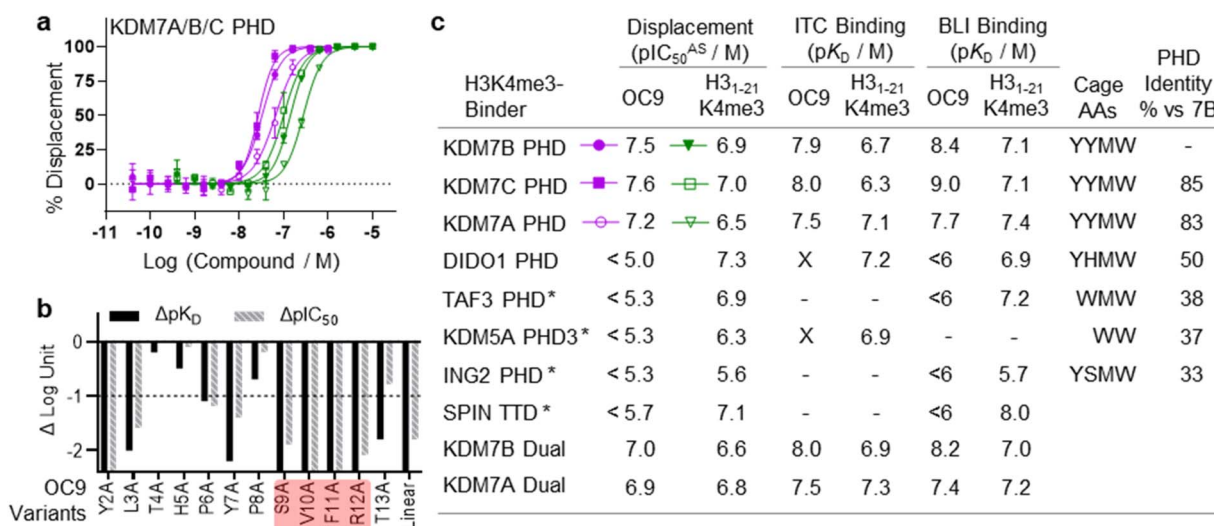 a
KDM7A/B/C PHD
% Displacement
100
75
50
25
0
-11 -10 -9 -8 -7 -6 -5
Log (Compound / M)
b
ΔpKD ΔpIC50
Δ Log Unit
0
-1
-2
OC9 Variants
Y2A L3A T4A H5A P6A Y7A P8A S9A V10A F11A R12A T13A Linear
c
Displacement ITC Binding BLI Binding
(pIC50AS / M) (pKD / M) (pKD / M)
H3K4me3-Binder OC9 H31-21 K4me3 OC9 H31-21 K4me3 OC9 H31-21 K4me3 Cage AAs PHD Identity % vs 7B
KDM7B PHD 7.5 6.9 7.9 6.7 8.4 7.1 YYMW -
KDM7C PHD 7.6 7.0 8.0 6.3 9.0 7.1 YYMW 85
KDM7A PHD 7.2 6.5 7.5 7.1 7.7 7.4 YYMW 83
DIDO1 PHD < 5.0 7.3 X 7.2 <6 6.9 YHMW 50
TAF3 PHD* < 5.3 6.9 - - <6 7.2 WMW 38
KDM5A PHD3* < 5.3 6.3 X 6.9 - - WW 37
ING2 PHD* < 5.3 5.6 - - <6 5.7 YSMW 33
SPIN TTD* < 5.7 7.1 - - <6 8.0
KDM7B Dual 7.0 6.6 8.0 6.9 8.2 7.0
KDM7A Dual 6.9 6.8 7.5 7.3 7.4 7.2